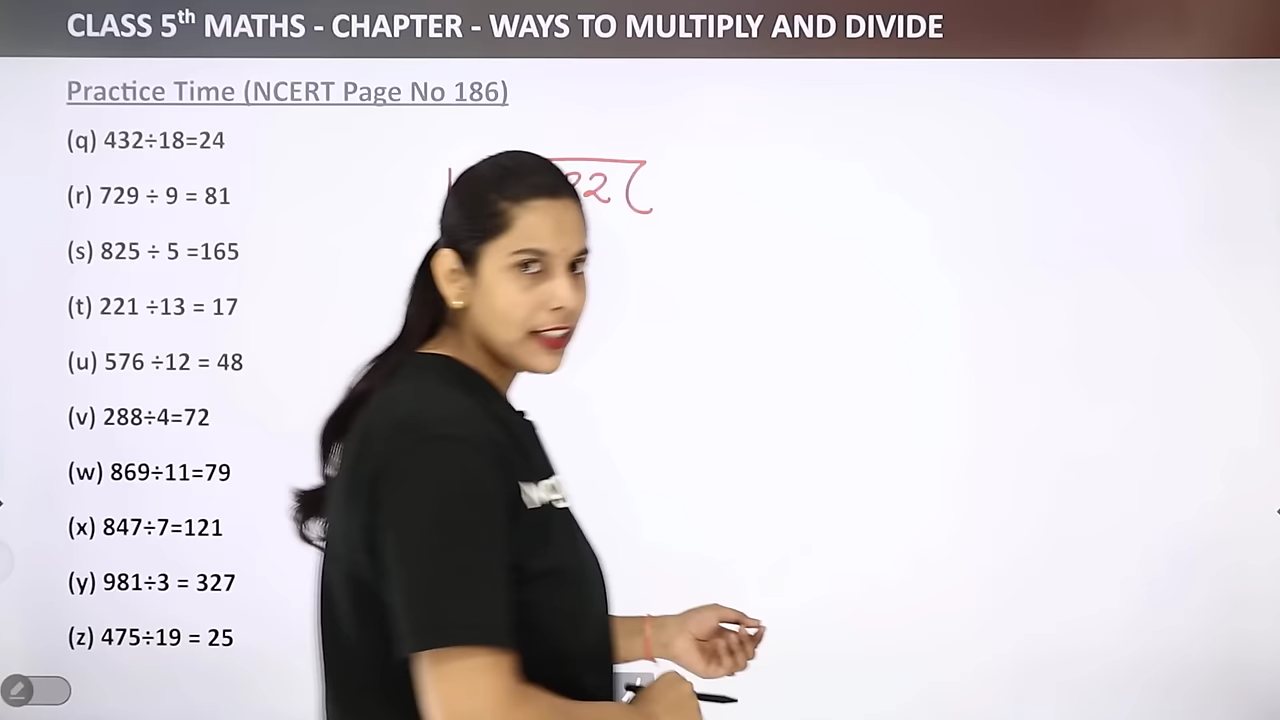 CLASS 5th MATHS - CHAPTER - WAYS TO MULTIPLY AND DIVIDE
Practice Time (NCERT Page No 186)
(q) 432÷18=24
(r) 729 ÷ 9 = 81
(s) 825 ÷ 5 =165
(t) 221 ÷13 = 17
(u) 576 ÷12 = 48
(v) 288÷4=72
(w) 869÷11=79
(x) 847÷7=121
(y) 981÷3 = 327
(z) 475÷19 = 25